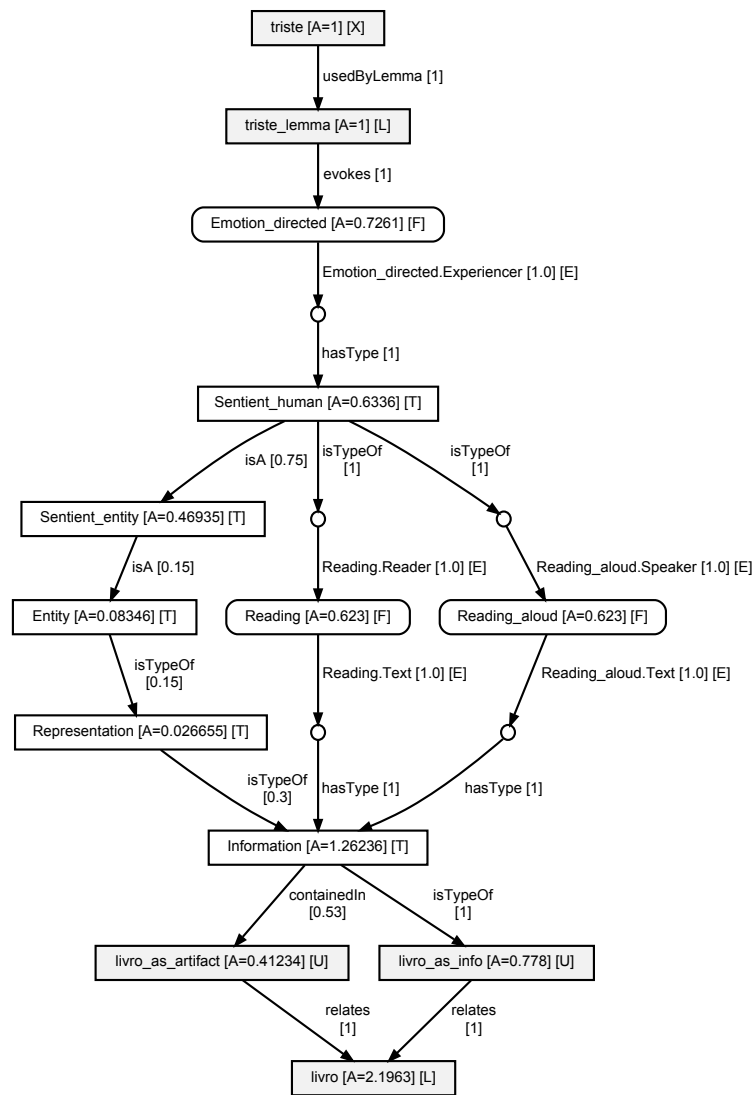 triste [A=1] [X]
usedByLemma [1]
triste_lemma [A=1] [L]
evokes [1]
Emotion_directed [A=0.7261] [F]
Emotion_directed.Experiencer [1.0] [E]
hasType [1]
Sentient_human [A=0.6336] [T]
isA [0.75]
isTypeOf
[1]
isTypeOf
[1]
Sentient_entity [A=0.46935] [T]
isA [0.15]
Reading.Reader [1.0] [E]
Reading_aloud.Speaker [1.0] [E]
Entity [A=0.08346] [T]
Reading [A=0.623] [F]
Reading_aloud [A=0.623] [F]
isTypeOf
[0.15]
Reading.Text [1.0] [E]
Reading_aloud.Text [1.0] [E]
Representation [A=0.026655] [T]
isTypeOf
[0.3]
hasType [1]
hasType [1]
Information [A=1.26236] [T]
containedIn
[0.53]
isTypeOf
[1]
livro_as_artifact [A=0.41234] [U]
livro_as_info [A=0.778] [U]
relates
[1]
relates
[1]
livro [A=2.1963] [L]